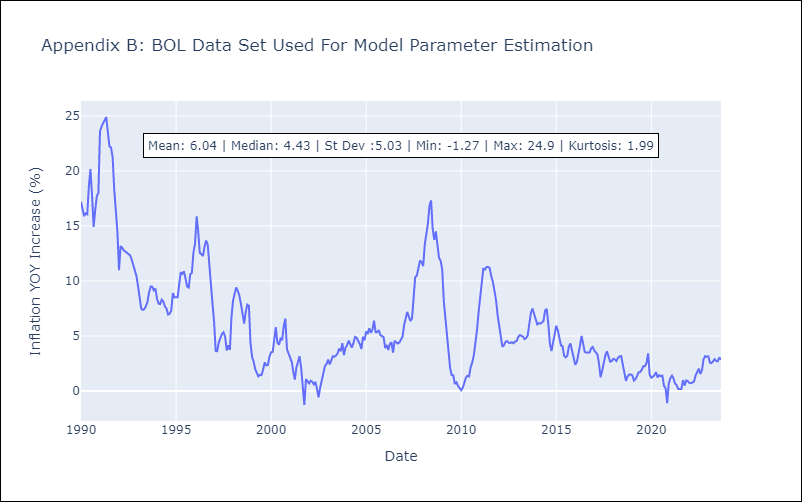 Appendix B: BOL Data Set Used For Model Parameter Estimation
Mean: 6.04 | Median: 4.43 | St Dev :5.03 | Min: -1.27 | Max: 24.9 | Kurtosis: 1.99
Inflation YOY Increase (%)
25
20
15
10
5
0
1990 1995 2000 2005 2010 2015 2020
Date